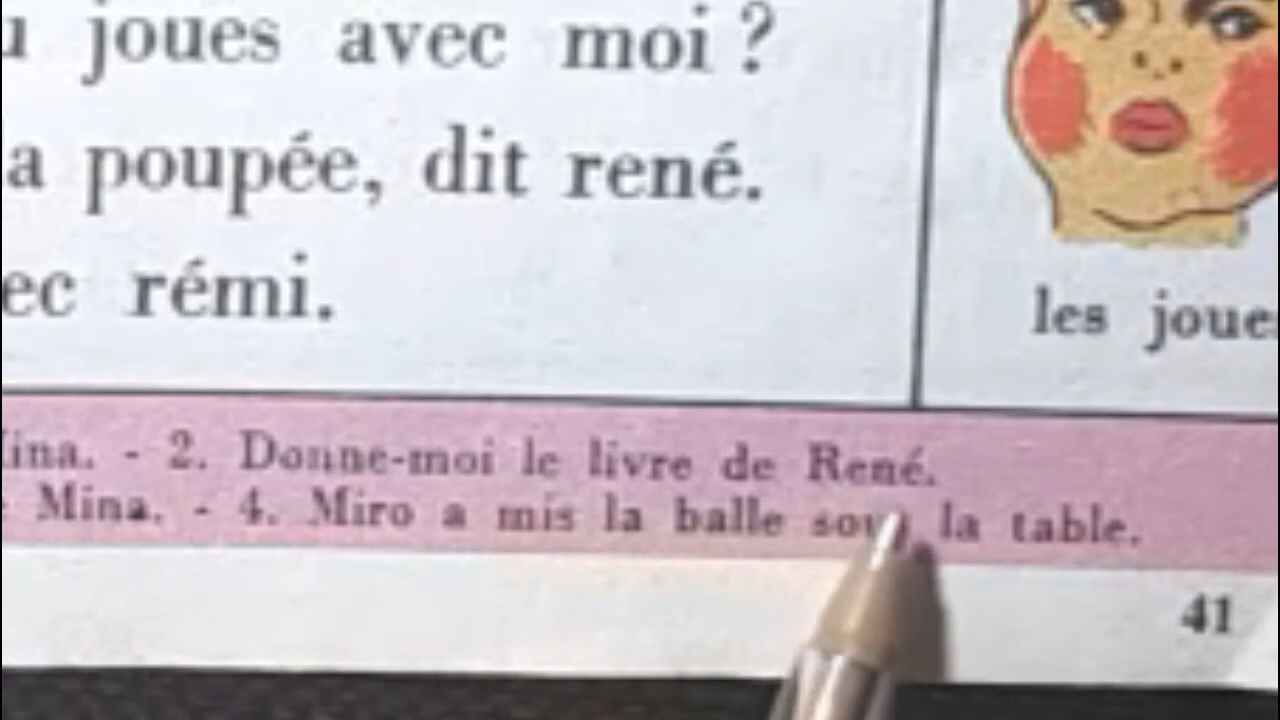 joues avec moi ?
a poupée, dit rené.
ec rémi.
les joue
ina. - 2. Donne-moi le livre de René.
Mina. - 4. Miro a mis la balle sous la table.
41